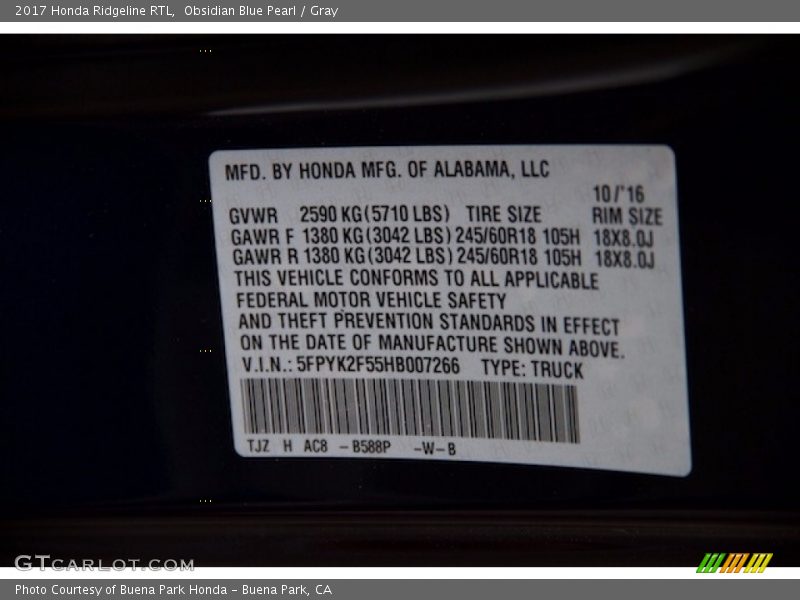 2017 Honda Ridgeline RTL, Obsidian Blue Pearl / Gray
MFD. BY HONDA MFG. OF ALABAMA, LLC
10/'16
GVWR 2590 KG(5710 LBS) TIRE SIZE RIM SIZE
GAWR F 1380 KG(3042 LBS) 245/60R18 105H 18X8.0J
GAWR R 1380 KG(3042 LBS) 245/60R18 105H 18X8.0J
THIS VEHICLE CONFORMS TO ALL APPLICABLE
FEDERAL MOTOR VEHICLE SAFETY
AND THEFT PREVENTION STANDARDS IN EFFECT
ON THE DATE OF MANUFACTURE SHOWN ABOVE.
V.I.N.: 5FPYK2F55HB007266 TYPE: TRUCK
TJZ H AC8 - B588P -W-B
GTCARLOT.COM
Photo Courtesy of Buena Park Honda - Buena Park, CA